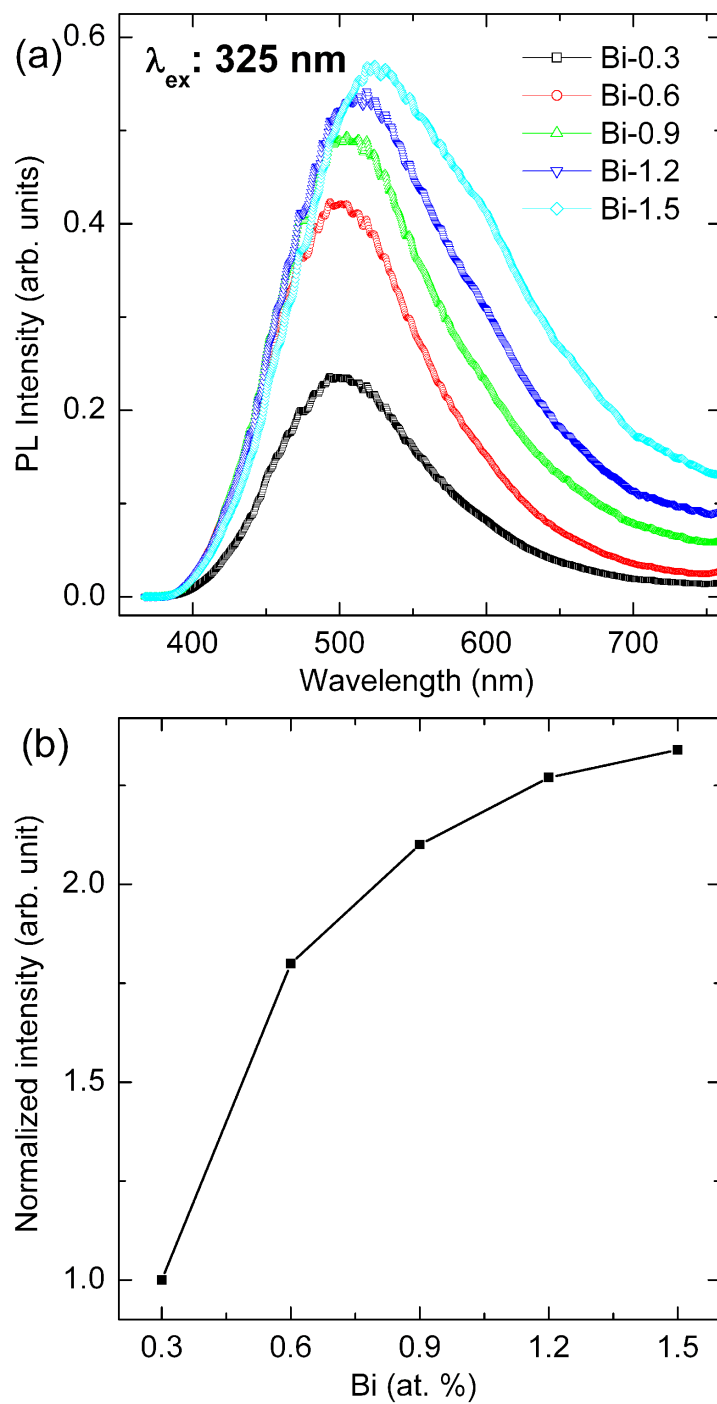 (a)
λex: 325 nm
Bi-0.3
Bi-0.6
Bi-0.9
Bi-1.2
Bi-1.5
PL Intensity (arb. units)
0.6
0.4
0.2
0.0
400 500 600 700
Wavelength (nm)
(b)
Normalized intensity (arb. unit)
2.0
1.5
1.0
0.3 0.6 0.9 1.2 1.5
Bi (at. %)